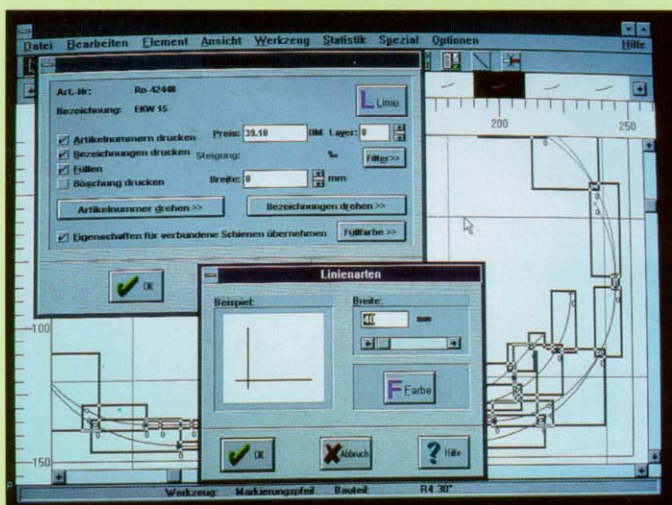 Datei Bearbeiten Element Ansicht Werkzeug Statistik Spezial Optionen Hilfe
Art.-Nr: Ro-42440
Bezeichnung: EKW 15
L Linie
Artikelnummern drucken Preis: 39.10 DM Layer: 0
Bezeichnungen drucken Steigung: ‰ Filter>>
Füllen
Böschung drucken Breite: 0 mm
Artikelnummer drehen >> Bezeichnungen drehen >>
Eigenschaften für verbundene Schienen übernehmen Füllfarbe >>
OK
200 250
Linienarten
Beispiel: Breite:
40 mm
F Farbe
OK Abbruch ? Hilfe
-100
-150
Werkzeug: Markierungspfeil Bauteil: R4 30°